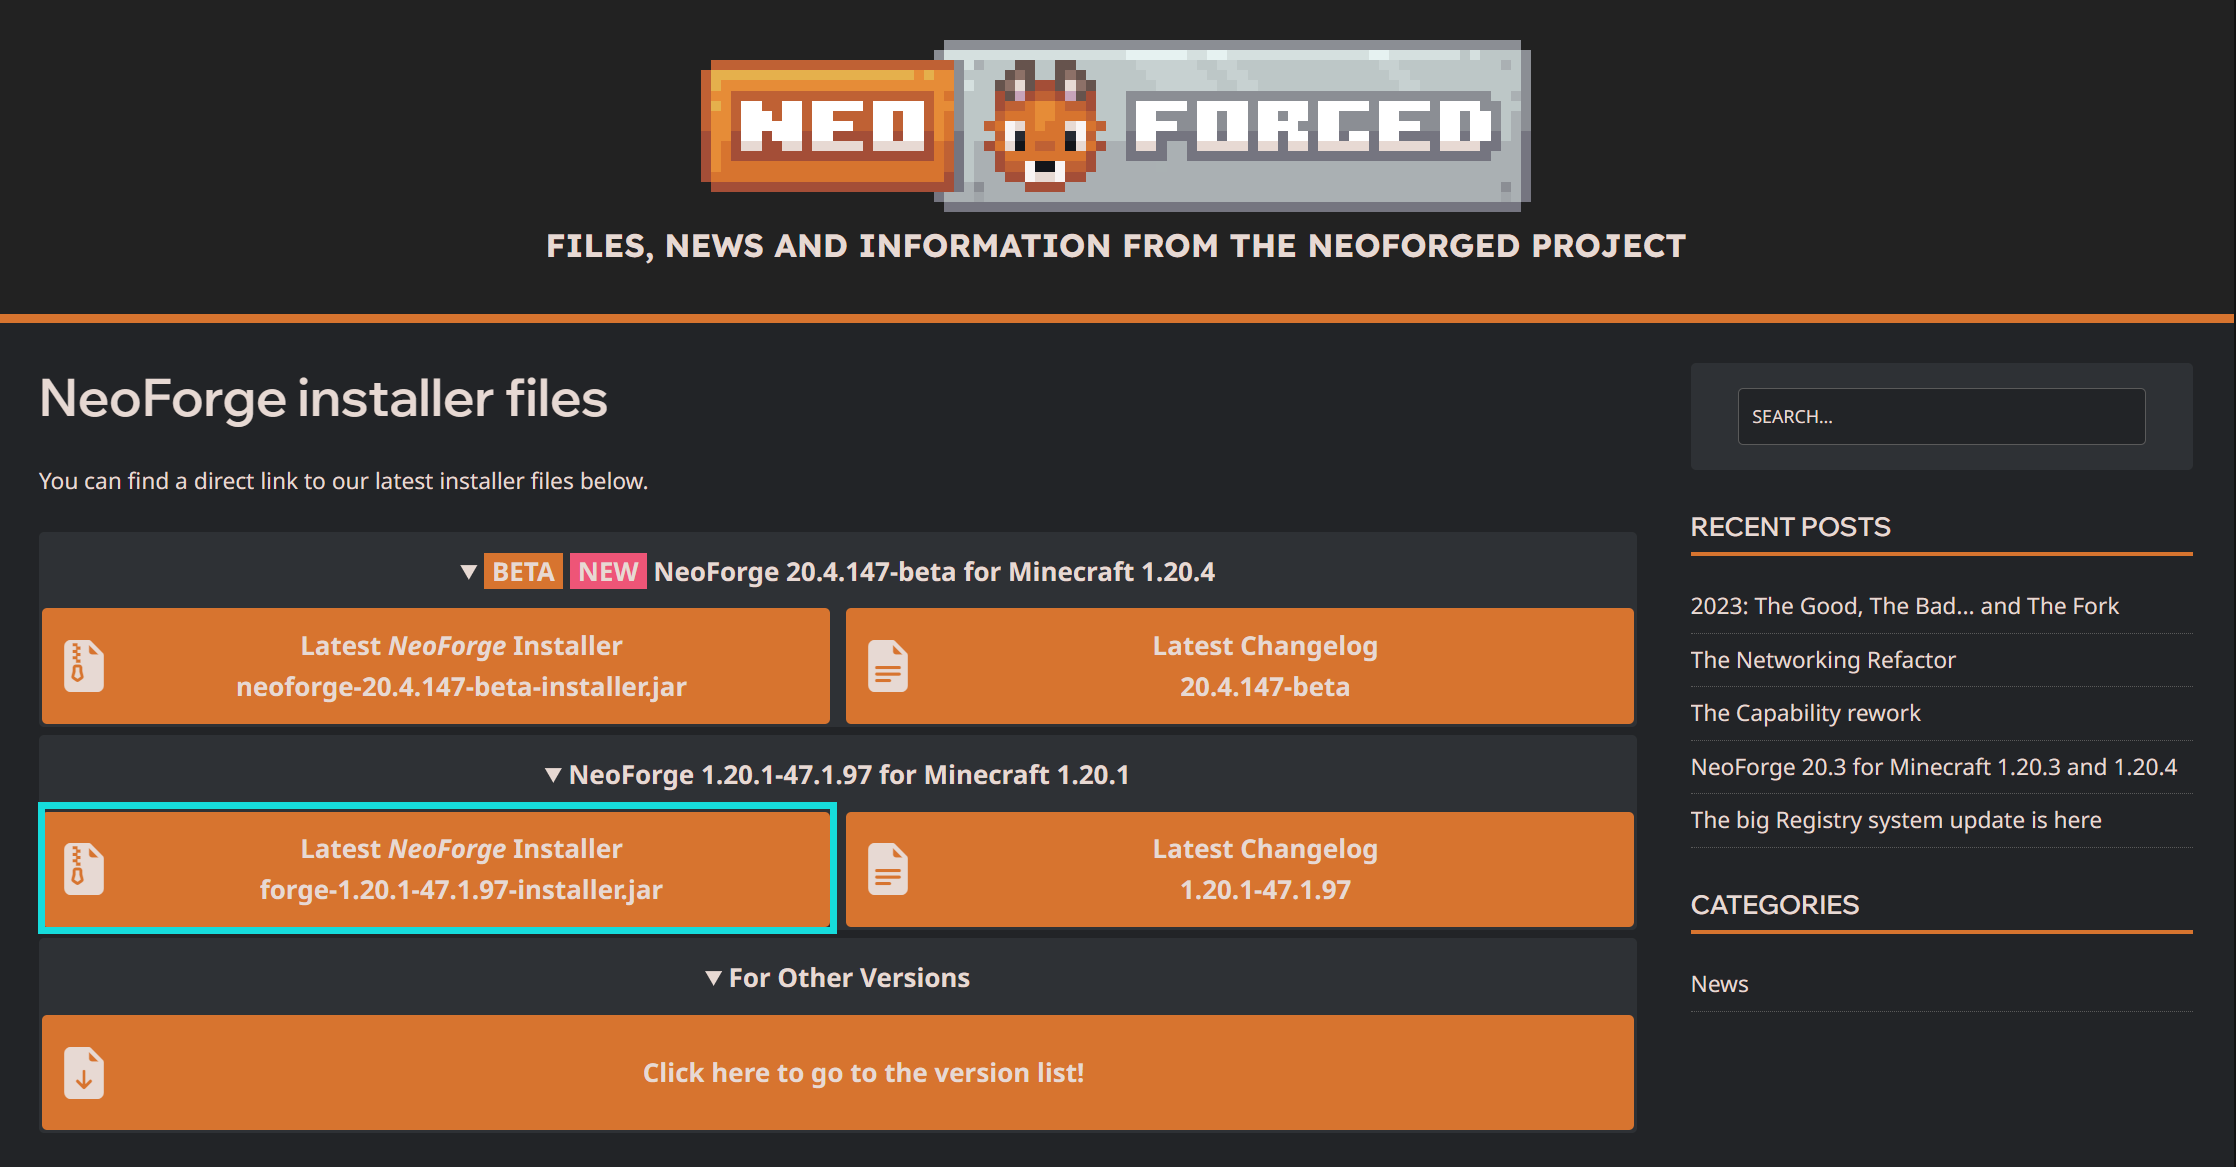 NEO FORGED
FILES, NEWS AND INFORMATION FROM THE NEOFORGED PROJECT
NeoForge installer files
You can find a direct link to our latest installer files below.
▼ BETA NEW NeoForge 20.4.147-beta for Minecraft 1.20.4
Latest NeoForge Installer
neoforge-20.4.147-beta-installer.jar
Latest Changelog
20.4.147-beta
▼ NeoForge 1.20.1-47.1.97 for Minecraft 1.20.1
Latest NeoForge Installer
forge-1.20.1-47.1.97-installer.jar
Latest Changelog
1.20.1-47.1.97
▼ For Other Versions
Click here to go to the version list!
SEARCH...
RECENT POSTS
2023: The Good, The Bad... and The Fork
The Networking Refactor
The Capability rework
NeoForge 20.3 for Minecraft 1.20.3 and 1.20.4
The big Registry system update is here
CATEGORIES
News